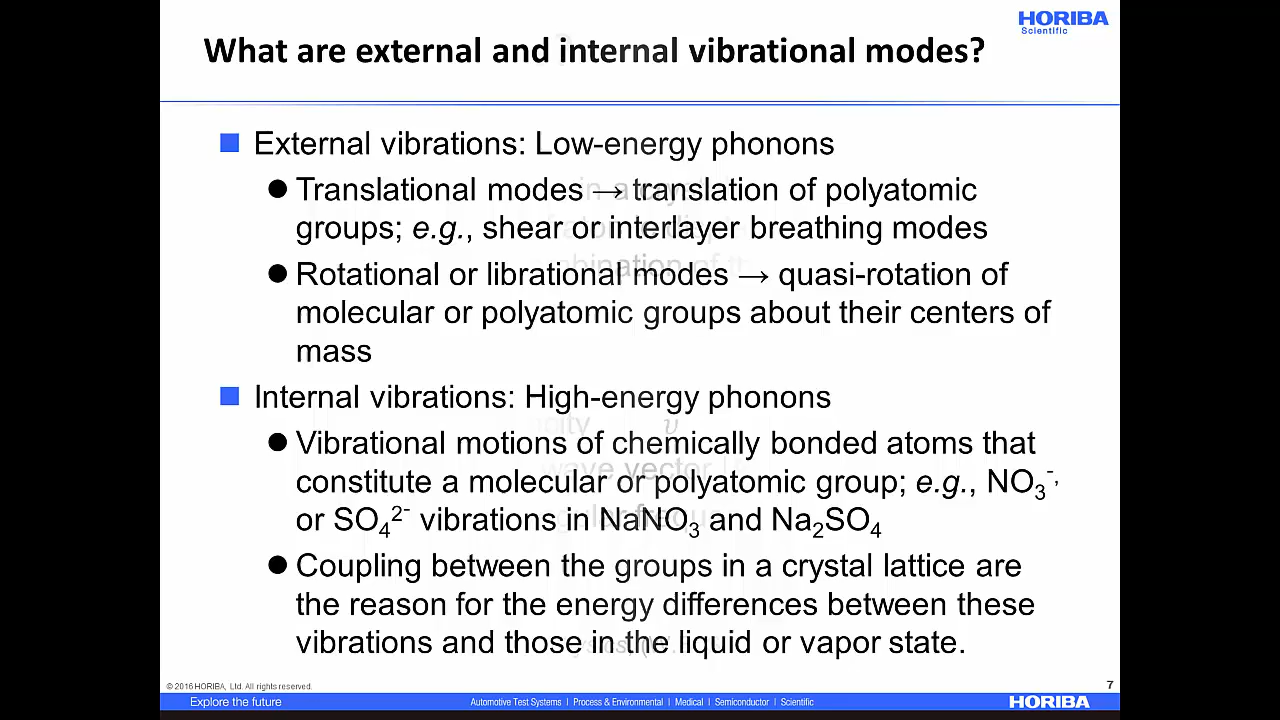 HORIBA
Scientific
What are external and internal vibrational modes?
External vibrations: Low-energy phonons
Translational modes → translation of polyatomic
groups; e.g., shear or interlayer breathing modes
Rotational or librational modes → quasi-rotation of
molecular or polyatomic groups about their centers of
mass
Internal vibrations: High-energy phonons
Vibrational motions of chemically bonded atoms that
constitute a molecular or polyatomic group; e.g., NO₃⁻,
or SO₄²⁻ vibrations in NaNO₃ and Na₂SO₄
Coupling between the groups in a crystal lattice are
the reason for the energy differences between these
vibrations and those in the liquid or vapor state.
© 2016 HORIBA, Ltd. All rights reserved.
7
Explore the future
Automotive Test Systems | Process & Environmental | Medical | Semiconductor | Scientific
HORIBA